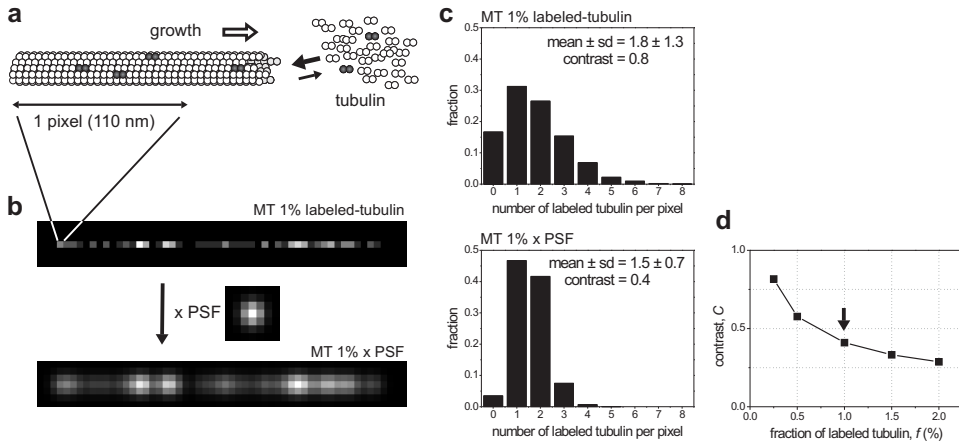 a
growth
tubulin
1 pixel (110 nm)
b
MT 1% labeled-tubulin
x PSF
MT 1% x PSF
c
MT 1% labeled-tubulin
mean ± sd = 1.8 ± 1.3
contrast = 0.8
fraction
0.5
0.4
0.3
0.2
0.1
0.0
0 1 2 3 4 5 6 7 8
number of labeled tubulin per pixel
MT 1% x PSF
mean ± sd = 1.5 ± 0.7
contrast = 0.4
fraction
0.5
0.4
0.3
0.2
0.1
0.0
0 1 2 3 4 5 6 7 8
number of labeled tubulin per pixel
d
contrast, C
1.0
0.5
0.0
0.0 0.5 1.0 1.5 2.0
fraction of labeled tubulin, f (%)